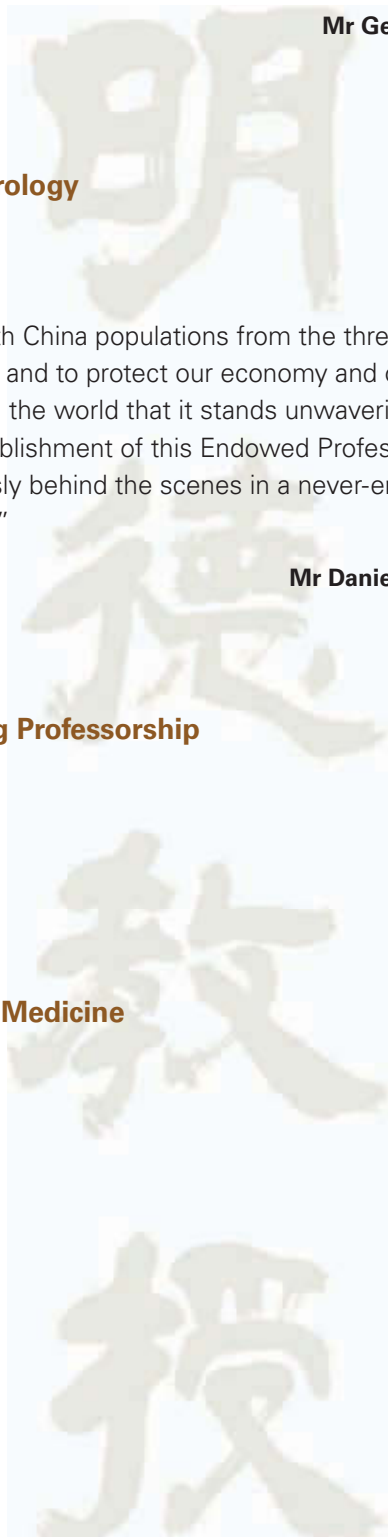 Mr Ge
明
rology
th China populations from the thre
and to protect our economy and
the world that it stands unwaveri
blishment of this Endowed Profes
sly behind the scenes in a never-e
”
德
Mr Danie
g Professorship
教
Medicine
授